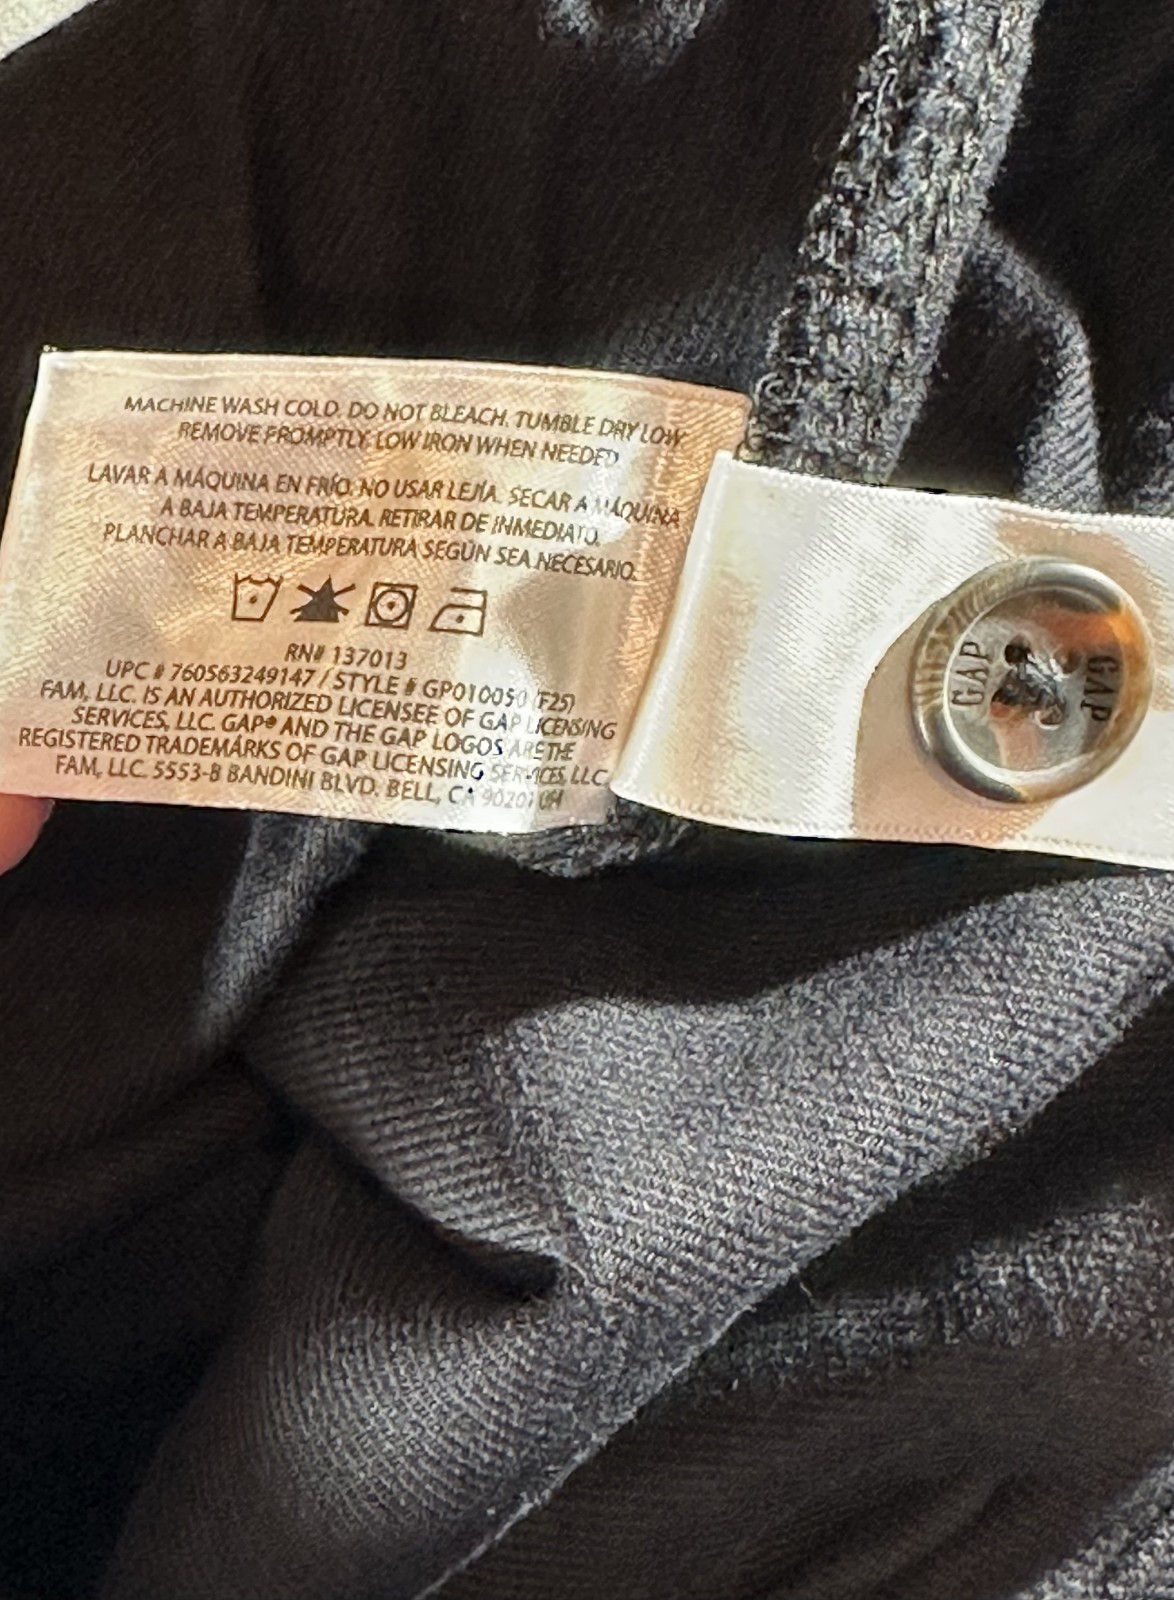 MACHINE WASH COLD. DO NOT BLEACH. TUMBLE DRY LOW.
REMOVE PROMPTLY. LOW IRON WHEN NEEDED
LAVAR A MÁQUINA EN FRÍO. NO USAR LEJÍA. SECAR A MÁQUINA
A BAJA TEMPERATURA. RETIRAR DE INMEDIATO.
PLANCHAR A BAJA TEMPERATURA SEGÚN SEA NECESARIO.
RN# 137013
UPC # 760563249147 / STYLE # GP010050 (F25)
FAM, LLC. IS AN AUTHORIZED LICENSEE OF GAP LICENSING
SERVICES, LLC. GAP® AND THE GAP LOGOS ARE THE
REGISTERED TRADEMARKS OF GAP LICENSING SERVICES, LLC.
FAM, LLC. 5553-B BANDINI BLVD. BELL, CA 90201
GAP
GAP